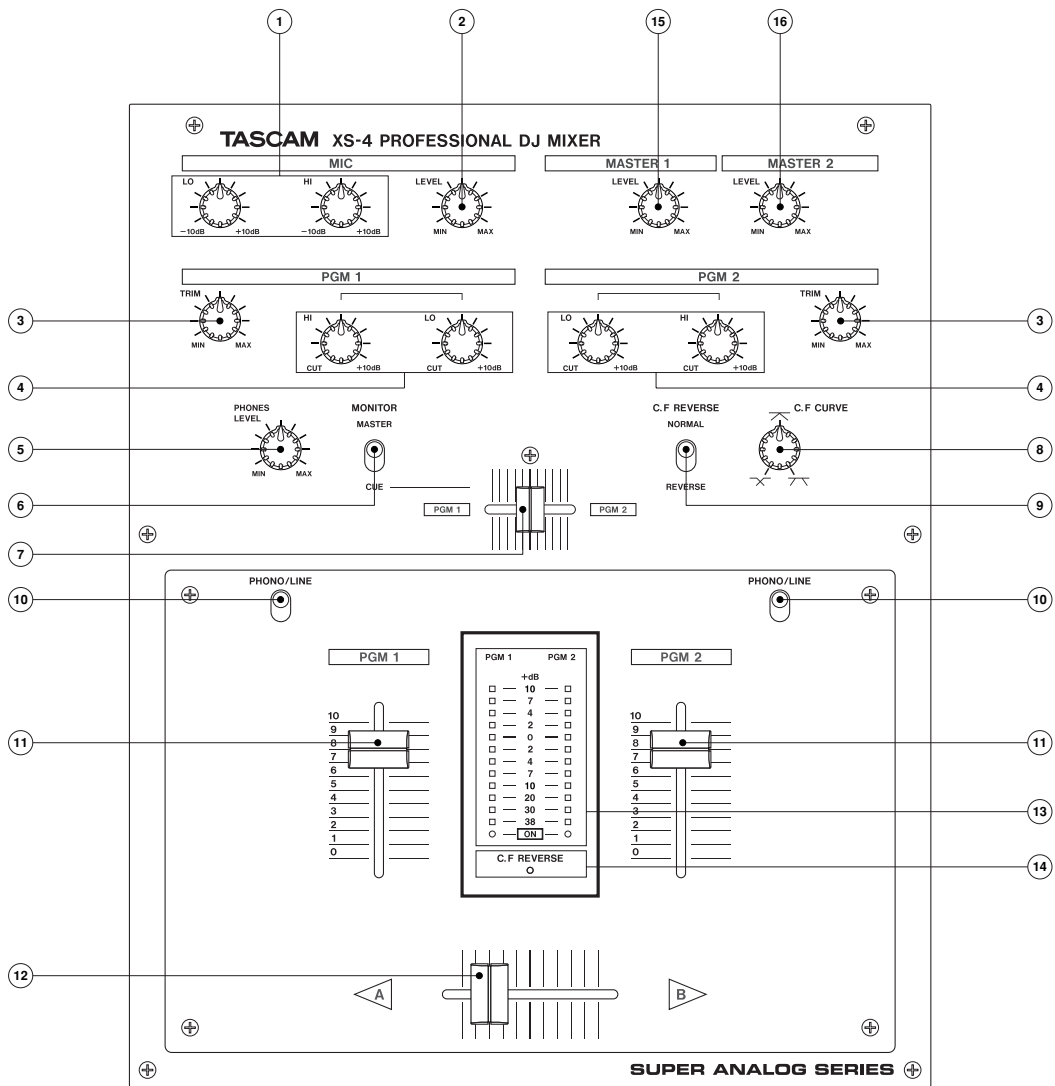 1 2 15 16
TASCAM XS-4 PROFESSIONAL DJ MIXER
MIC MASTER 1 MASTER 2
LO HI LEVEL LEVEL LEVEL
−10dB +10dB −10dB +10dB MIN MAX MIN MAX MIN MAX
PGM 1 PGM 2
TRIM HI LO LO HI TRIM
3 3
MIN MAX MIN MAX
CUT +10dB CUT +10dB CUT +10dB CUT +10dB
4 4
PHONES LEVEL MONITOR C.F REVERSE C.F CURVE
MASTER NORMAL
5 8
MIN MAX
CUE REVERSE
6 9
PGM 1 PGM 2
7
PHONO/LINE PHONO/LINE
10 10
PGM 1 PGM 1 PGM 2 PGM 2
+dB
10
7
4
2
0
2
4
7
10
20
30
38
ON
10 10
9 9
8 8
7 7
6 6
5 5
4 4
3 3
2 2
1 1
0 0
11 11
13
C.F REVERSE
14
12
A B
SUPER ANALOG SERIES